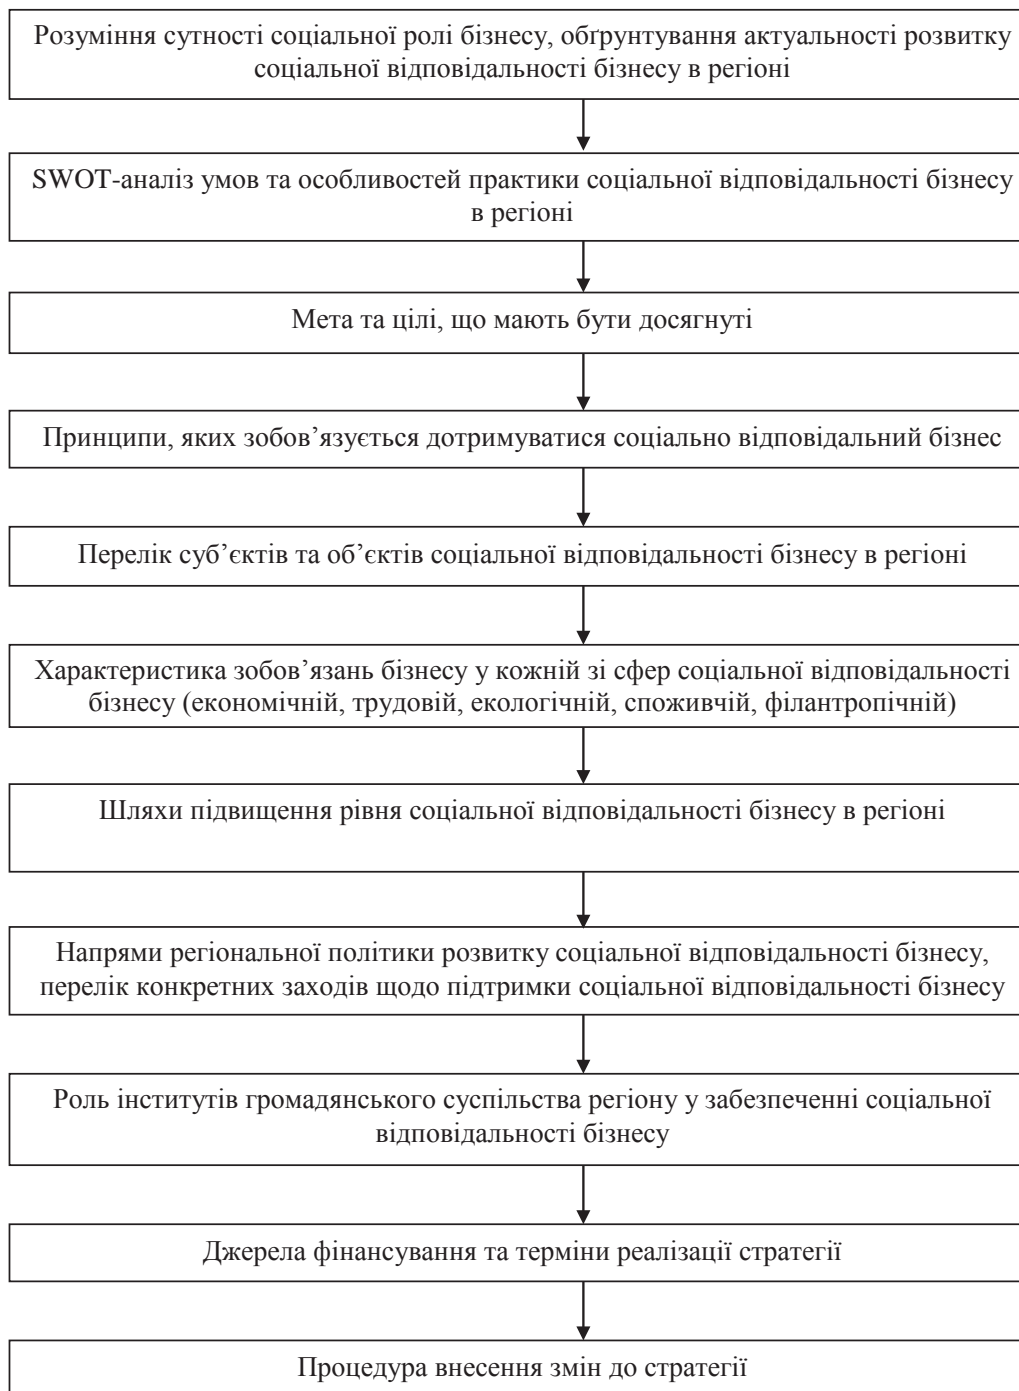 Розуміння сутності соціальної ролі бізнесу, обґрунтування актуальності розвитку
соціальної відповідальності бізнесу в регіоні
SWOT-аналіз умов та особливостей практики соціальної відповідальності бізнесу
в регіоні
Мета та цілі, що мають бути досягнуті
Принципи, яких зобов’язується дотримуватися соціально відповідальний бізнес
Перелік суб’єктів та об’єктів соціальної відповідальності бізнесу в регіоні
Характеристика зобов’язань бізнесу у кожній зі сфер соціальної відповідальності
бізнесу (економічній, трудовій, екологічній, споживчій, філантропічній)
Шляхи підвищення рівня соціальної відповідальності бізнесу в регіоні
Напрями регіональної політики розвитку соціальної відповідальності бізнесу,
перелік конкретних заходів щодо підтримки соціальної відповідальності бізнесу
Роль інститутів громадянського суспільства регіону у забезпеченні соціальної
відповідальності бізнесу
Джерела фінансування та терміни реалізації стратегії
Процедура внесення змін до стратегії